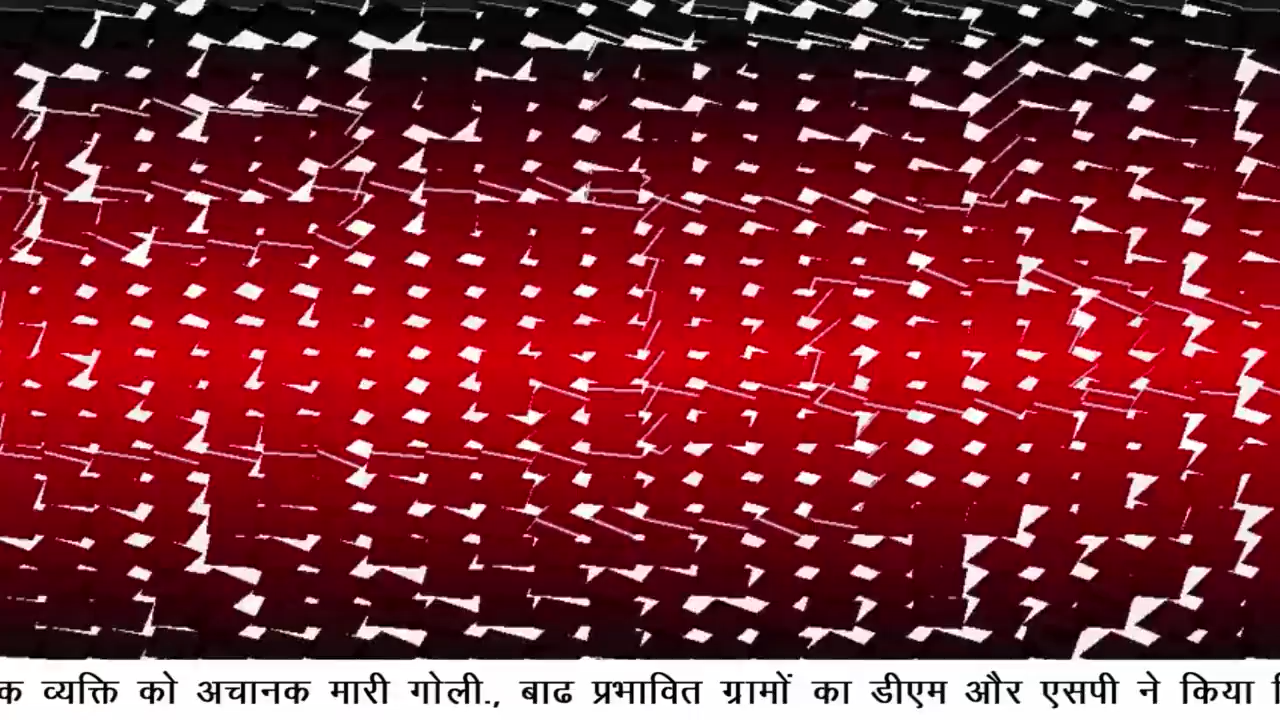 क व्यक्ति को अचानक मारी गोली., बाढ प्रभावित ग्रामों का डीएम और एसपी ने किया